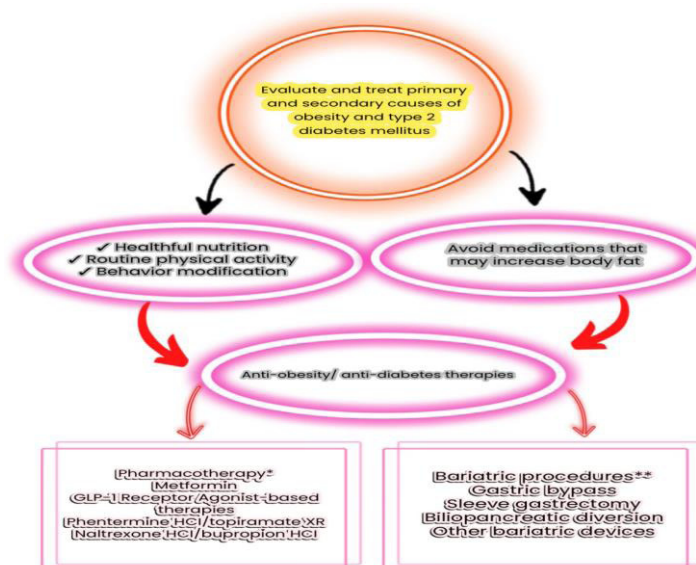 Evaluate and treat primary
and secondary causes of
obesity and type 2
diabetes mellitus
✓ Healthful nutrition
✓ Routine physical activity
✓ Behavior modification
Avoid medications that
may increase body fat
Anti-obesity/ anti-diabetes therapies
Pharmacotherapy*
Metformin
GLP-1 Receptor Agonist-based
therapies
Phentermine HCl/topiramate XR
Naltrexone HCl/bupropion HCl
Bariatric procedures**
Gastric bypass
Sleeve gastrectomy
Biliopancreatic diversion
Other bariatric devices